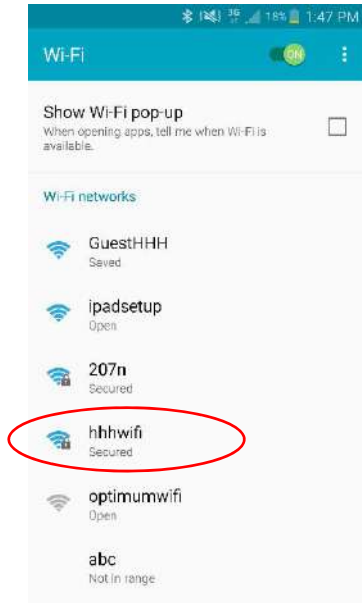 3G 18% 1:47 PM
Wi-Fi ON
Show Wi-Fi pop-up
When opening apps, tell me when Wi-Fi is
available.
Wi-Fi networks
GuestHHH
Saved
ipadsetup
Open
207n
Secured
hhhwifi
Secured
optimumwifi
Open
abc
Not in range